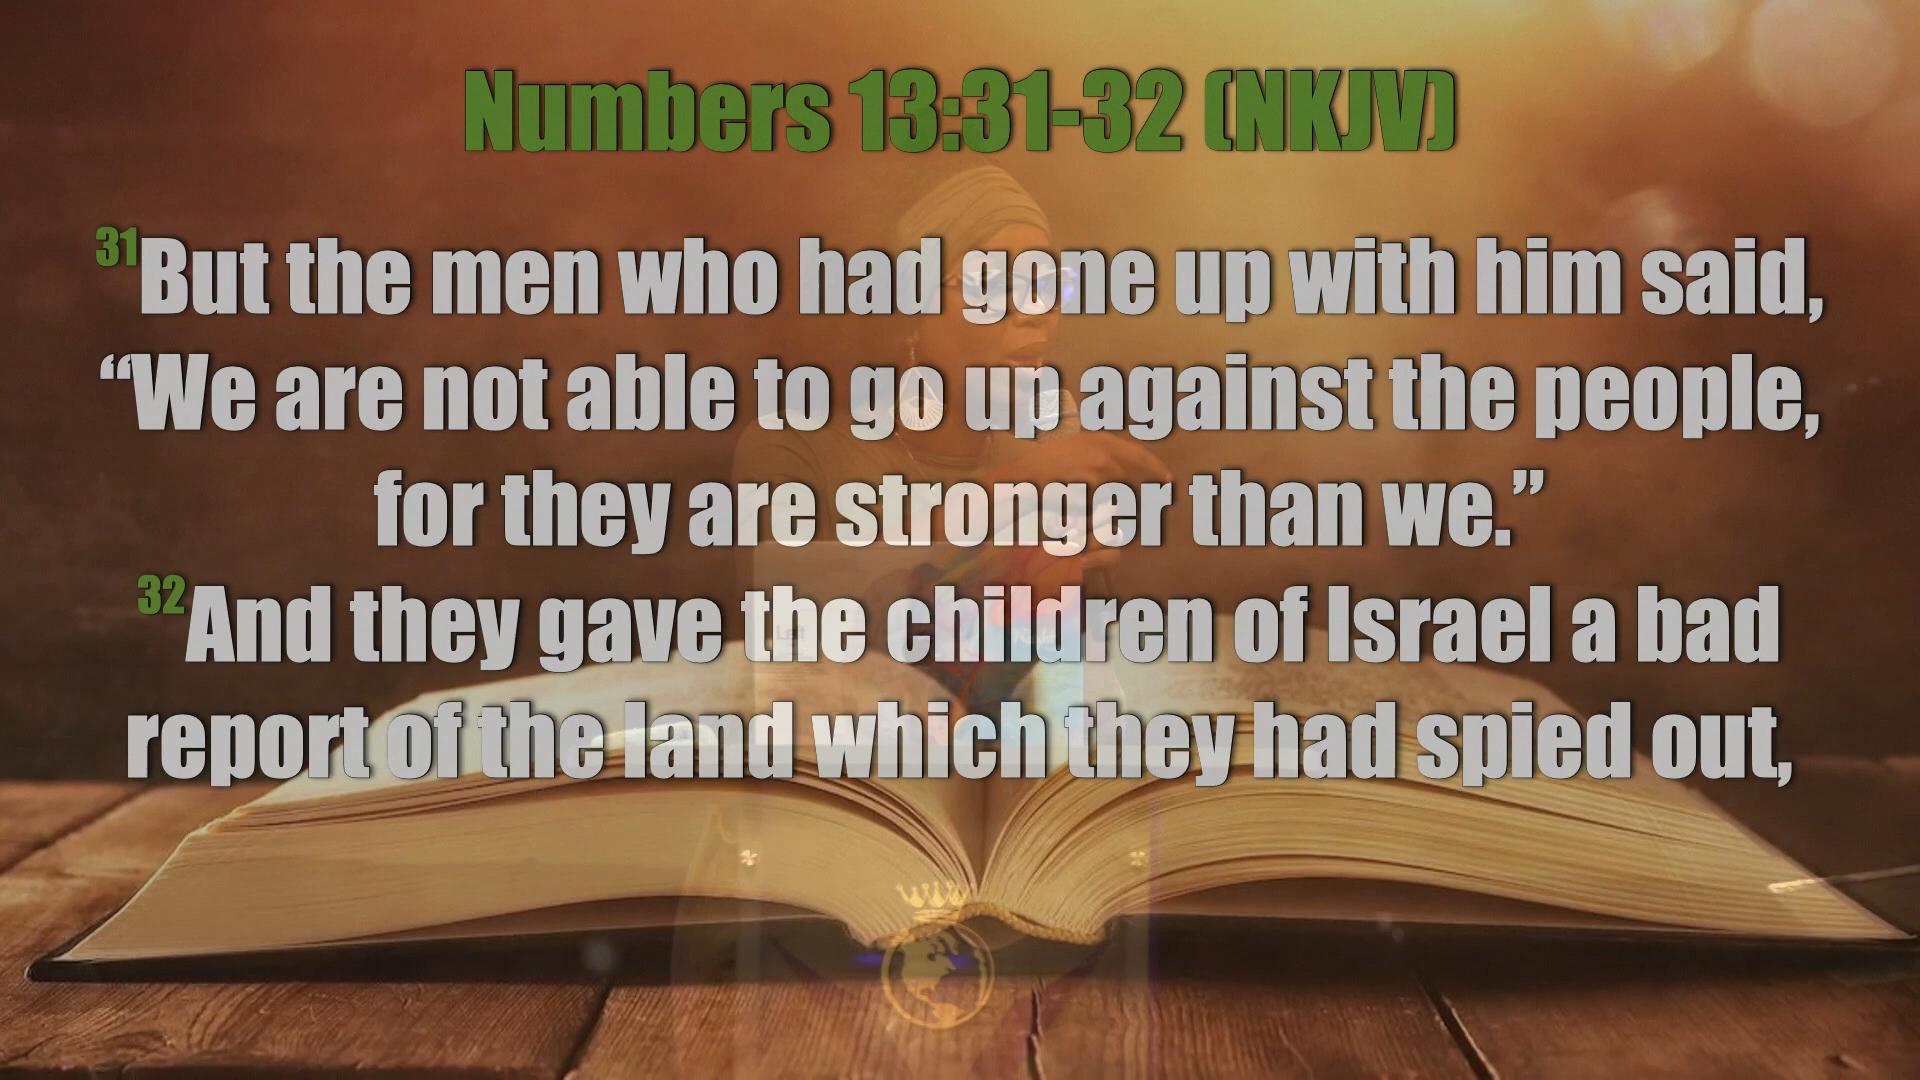 Numbers 13:31-32 (NKJV)
31But the men who had gone up with him said,
“We are not able to go up against the people,
for they are stronger than we.”
32And they gave the children of Israel a bad
report of the land which they had spied out,